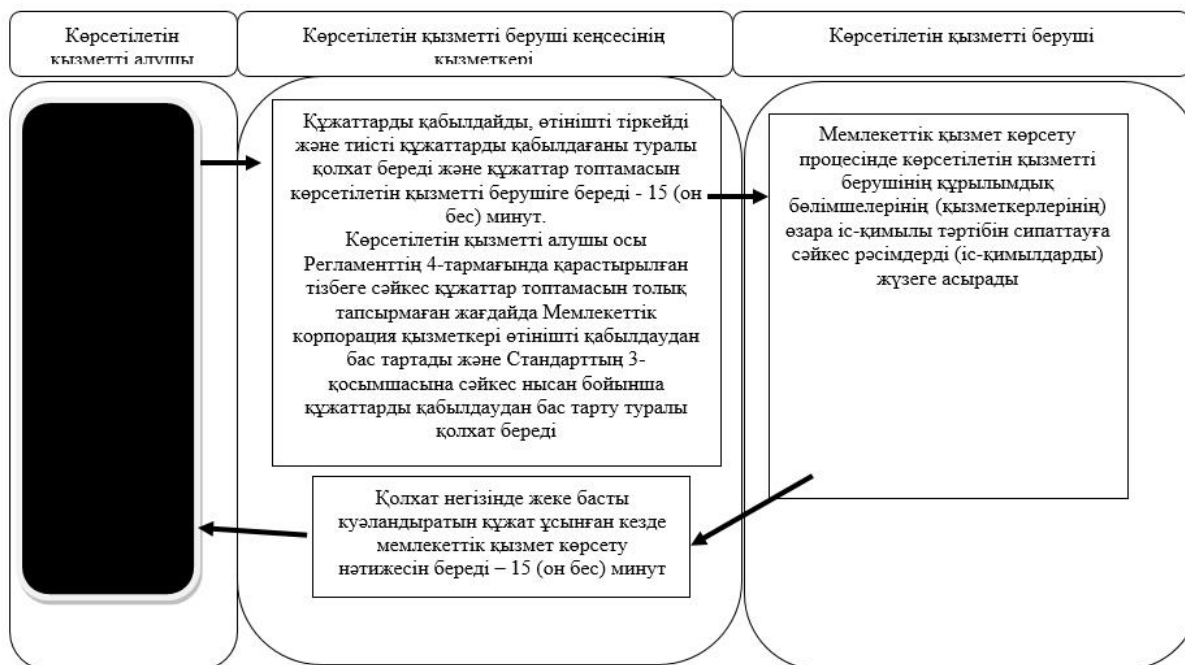 Көрсетілетін
қызметті алушы
Көрсетілетін қызметті беруші кеңсесінің
қызметкері
Көрсетілетін қызметті беруші
Құжаттарды қабылдайды, өтінішті тіркейді
және тиісті құжаттарды қабылдағаны туралы
қолхат береді және құжаттар топтамасын
көрсетілетін қызметті берушіге береді - 15 (он
бес) минут.
Көрсетілетін қызметті алушы осы
Регламенттің 4-тармағында қарастырылған
тізбеге сәйкес құжаттар топтамасын толық
тапсырмаған жағдайда Мемлекеттік
корпорация қызметкері өтінішті қабылдаудан
бас тартады және Стандарттың 3-
қосымшасына сәйкес нысан бойынша
құжаттарды қабылдаудан бас тарту туралы
қолхат береді
Мемлекеттік қызмет көрсету
процесінде көрсетілетін қызметті
берушінің құрылымдық
бөлімшелерінің (қызметкерлерінің)
өзара іс-қимылы тәртібін сипаттауға
сәйкес рәсімдерді (іс-қимылдарды)
жүзеге асырады
Қолхат негізінде жеке басты
куәландыратын құжат ұсынған кезде
мемлекеттік қызмет көрсету
нәтижесін береді – 15 (он бес) минут